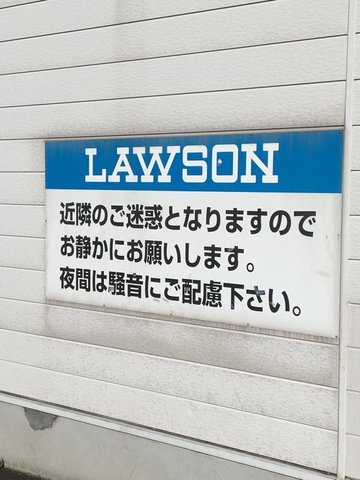 LAWSON
近隣のご迷惑となりますので
お静かにお願いします。
夜間は騒音にご配慮下さい。